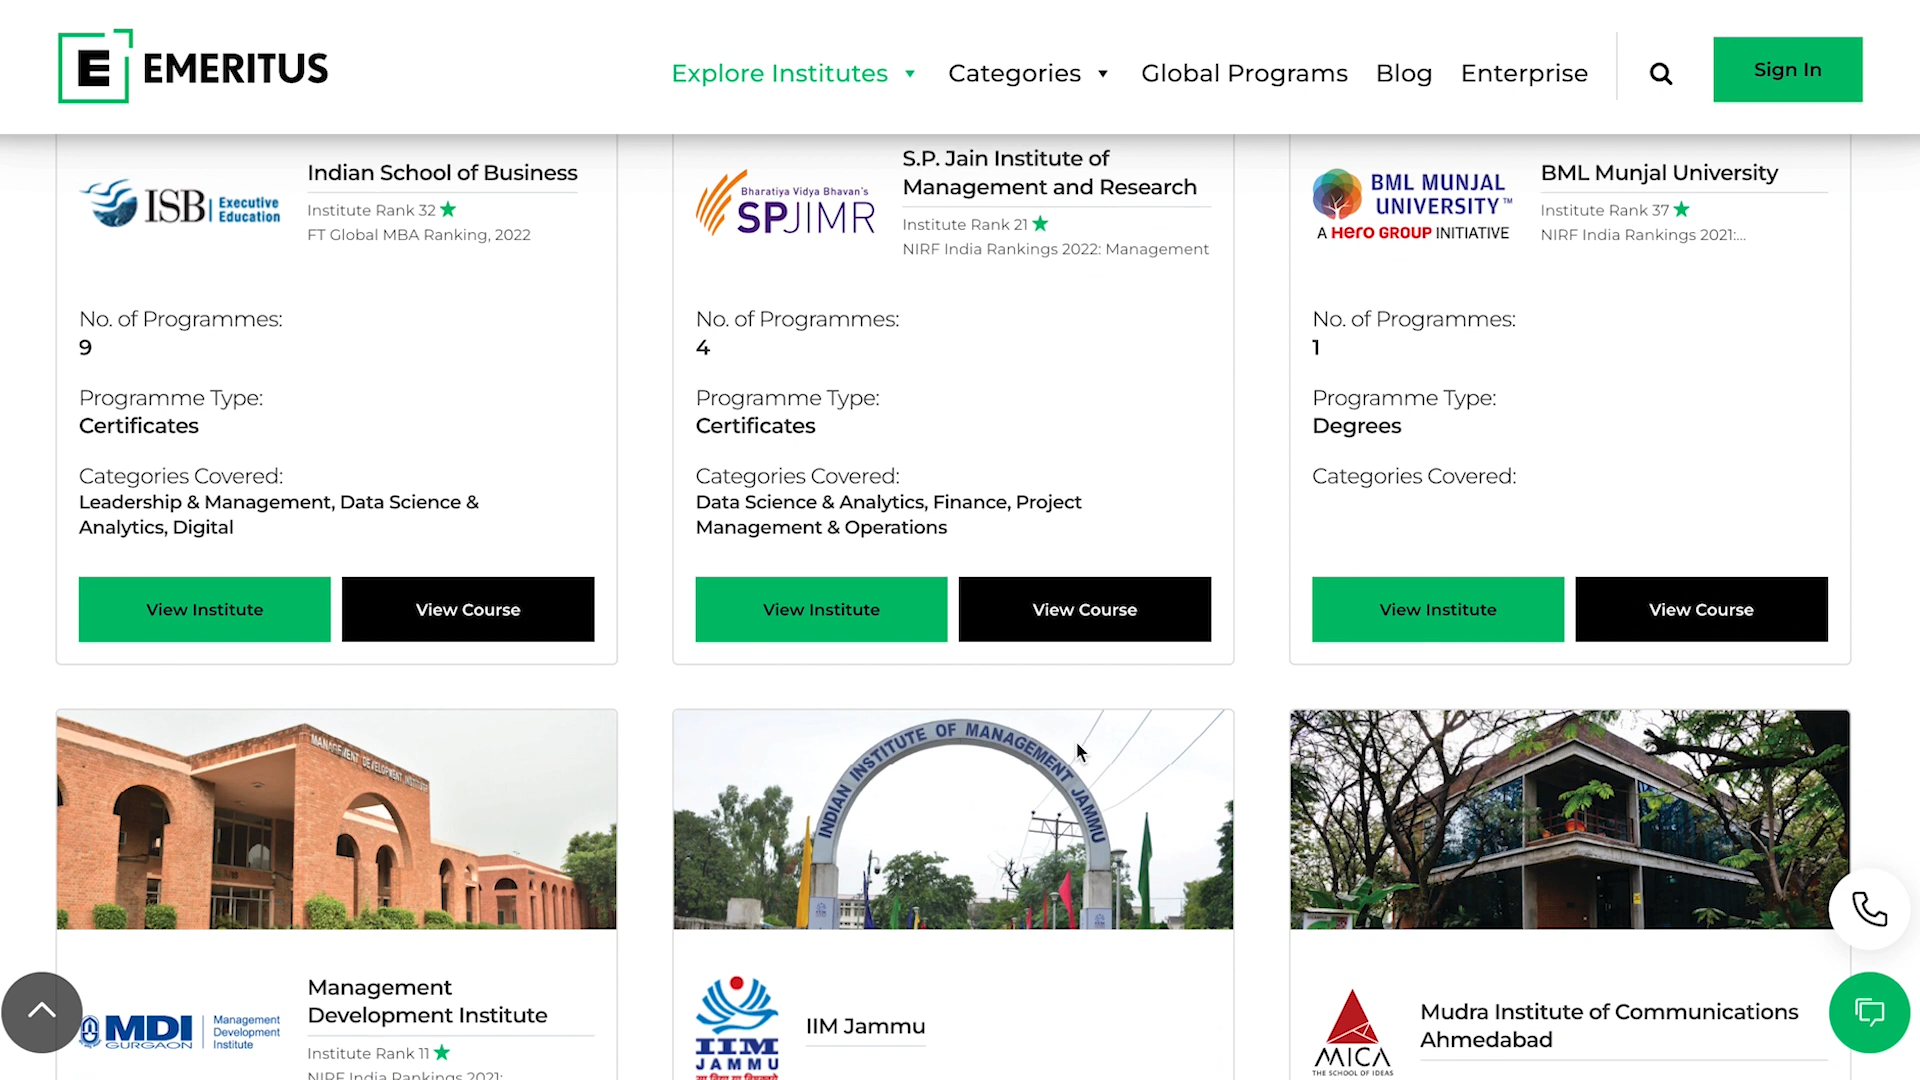 E EMERITUS
Explore Institutes
Categories
Global Programs
Blog
Enterprise
Sign In
ISB Executive Education
Indian School of Business
Institute Rank 32
FT Global MBA Ranking, 2022
No. of Programmes:
9
Programme Type:
Certificates
Categories Covered:
Leadership & Management, Data Science &
Analytics, Digital
View Institute
View Course
Bharatiya Vidya Bhavan's
SPJIMR
S.P. Jain Institute of
Management and Research
Institute Rank 21
NIRF India Rankings 2022: Management
No. of Programmes:
4
Programme Type:
Certificates
Categories Covered:
Data Science & Analytics, Finance, Project
Management & Operations
View Institute
View Course
BML MUNJAL
UNIVERSITY™
A Hero GROUP INITIATIVE
BML Munjal University
Institute Rank 37
NIRF India Rankings 2021:...
No. of Programmes:
1
Programme Type:
Degrees
Categories Covered:
View Institute
View Course
MANAGEMENT DEVELOPMENT INSTITUTE
MDI
GURGAON
Management
Development
Institute
Management
Development Institute
Institute Rank 11
NIRF India Rankings 2021:
INDIAN INSTITUTE OF MANAGEMENT JAMMU
IIM
JAMMU
IIM Jammu
MICA
THE SCHOOL OF IDEAS
Mudra Institute of Communications
Ahmedabad